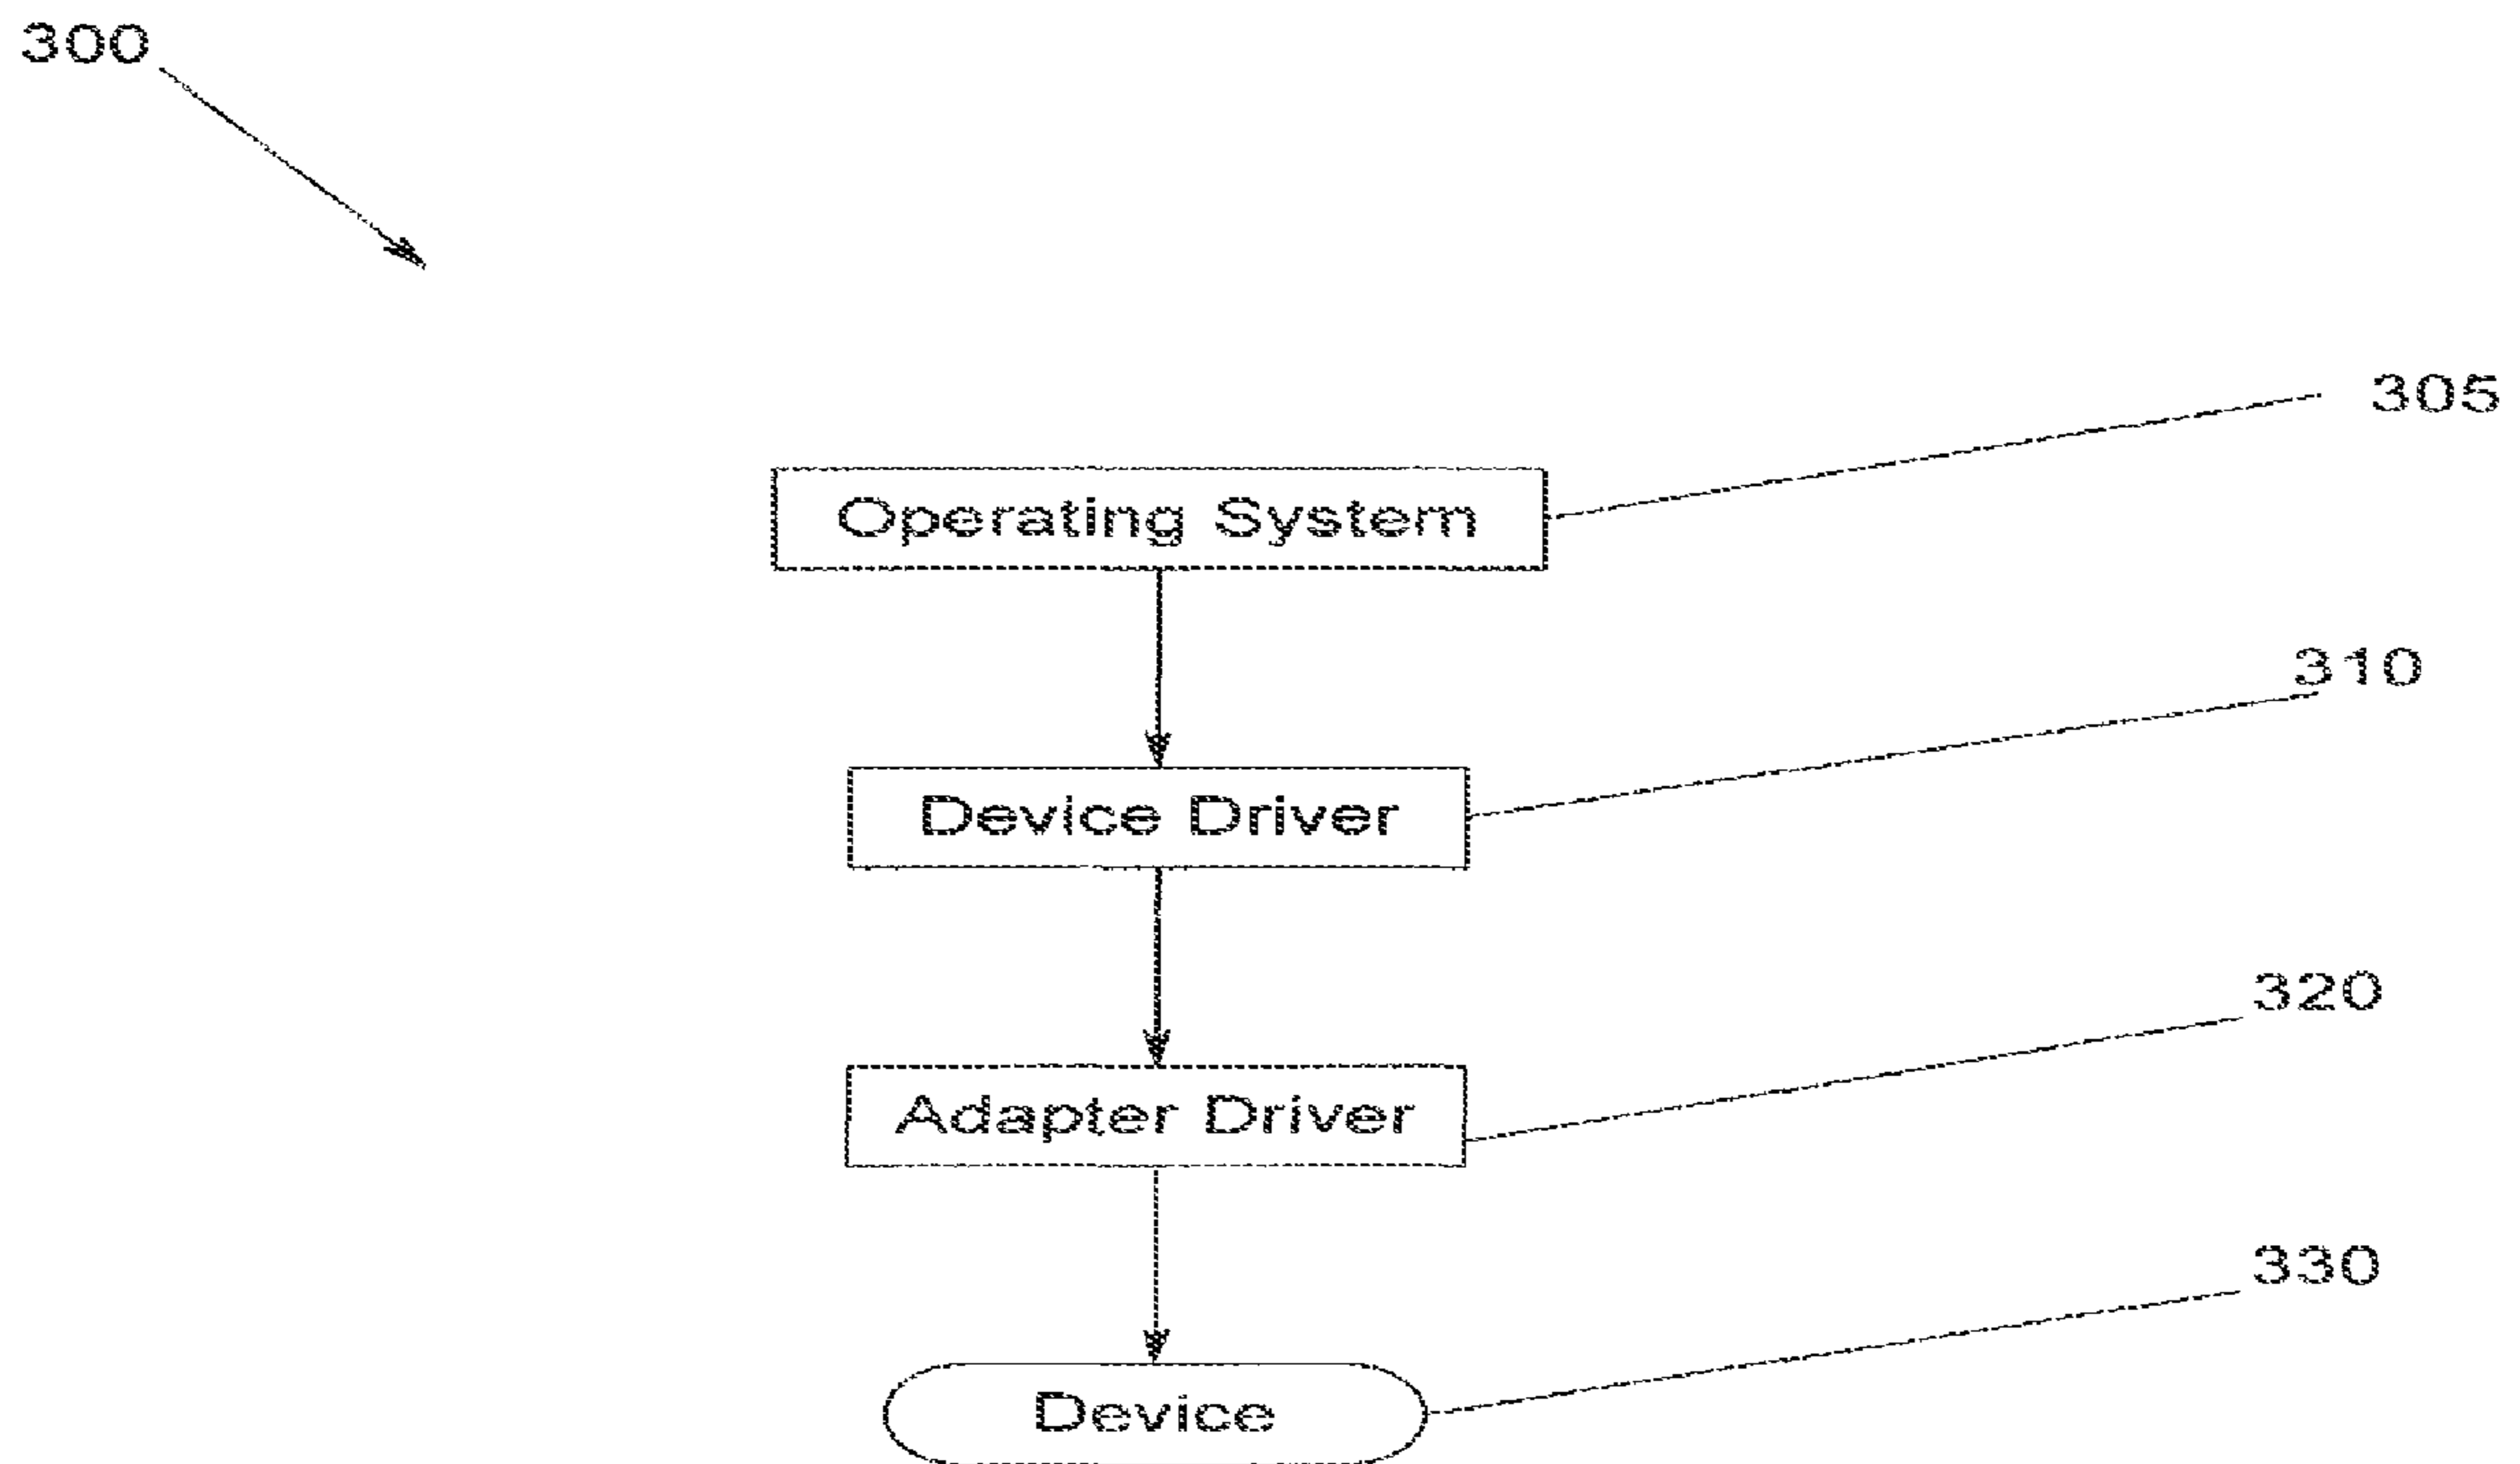 300
305
Operating System
310
Device Driver
320
Adapter Driver
330
Device